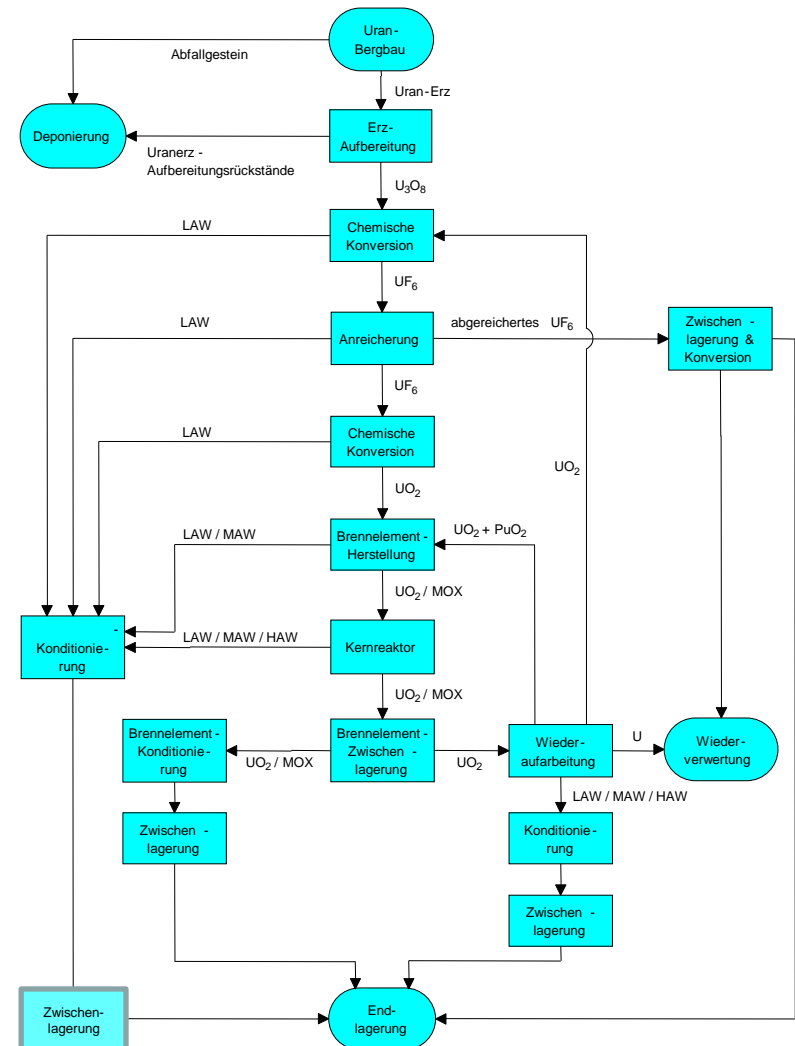 Uran-
Bergbau
Abfallgestein
Uran-Erz
Deponierung
Erz-
Aufbereitung
Uranerz -
Aufbereitungsrückstände
U₃O₈
LAW
Chemische
Konversion
UF₆
LAW
Anreicherung
abgereichertes UF₆
Zwischen -
lagerung &
Konversion
UF₆
LAW
Chemische
Konversion
UO₂
UO₂
LAW / MAW
Brennelement -
Herstellung
UO₂ + PuO₂
UO₂ / MOX
-
Konditionie-
rung
LAW / MAW / HAW
Kernreaktor
UO₂ / MOX
Brennelement -
Konditionie-
rung
UO₂ / MOX
Brennelement -
Zwischen -
lagerung
UO₂
Wieder-
aufarbeitung
U
Wieder-
verwertung
LAW / MAW / HAW
Zwischen -
lagerung
Konditionie -
rung
Zwischen -
lagerung
Zwischen-
lagerung
End-
lagerung